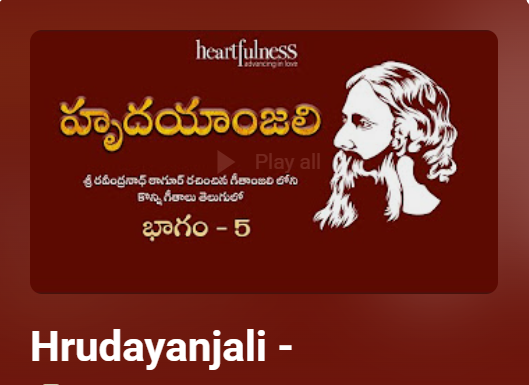 heartfulness
advancing in love
హృదయాంజలి
Play all
శ్రీ రవీంద్రనాథ్ ఠాగూర్ రచించిన గీతాంజలి లోని
కొన్ని గీతాలు తెలుగులో
భాగం - 5
Hrudayanjali -